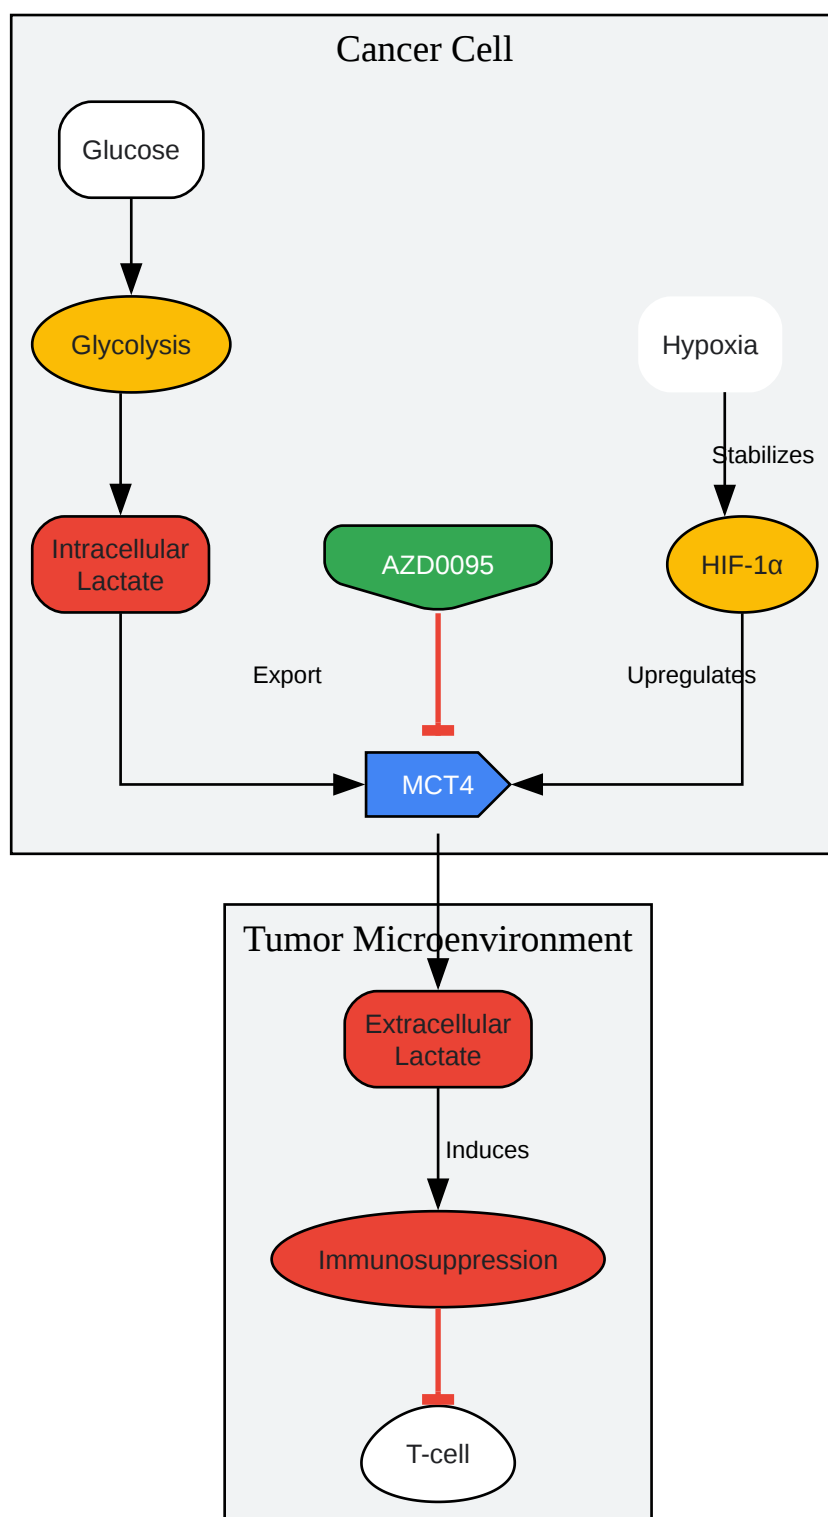 Cancer Cell
Glucose
Glycolysis
Hypoxia
Stabilizes
Intracellular
Lactate
AZD0095
HIF-1α
Export
Upregulates
MCT4
Tumor Microenvironment
Extracellular
Lactate
Induces
Immunosuppression
T-cell